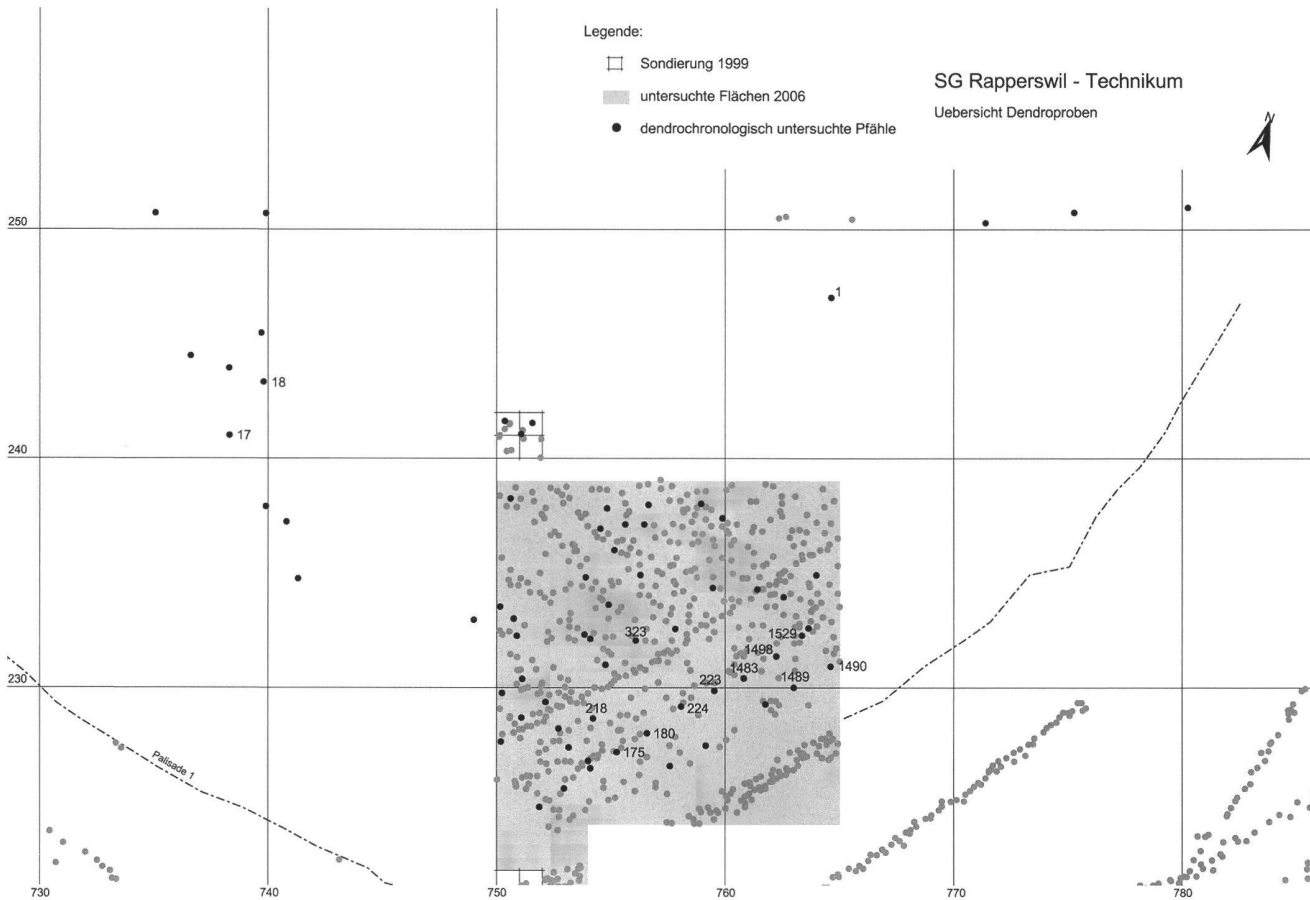 Legende:
Sondierung 1999
untersuchte Flächen 2006
dendrochronologisch untersuchte Pfähle
SG Rapperswil - Technikum
Uebersicht Dendroproben
N
250
1
18
17
240
323
1529
1498
1483
1490
1489
223
230
218
224
180
175
Palisade 1
730
740
750
760
770
780